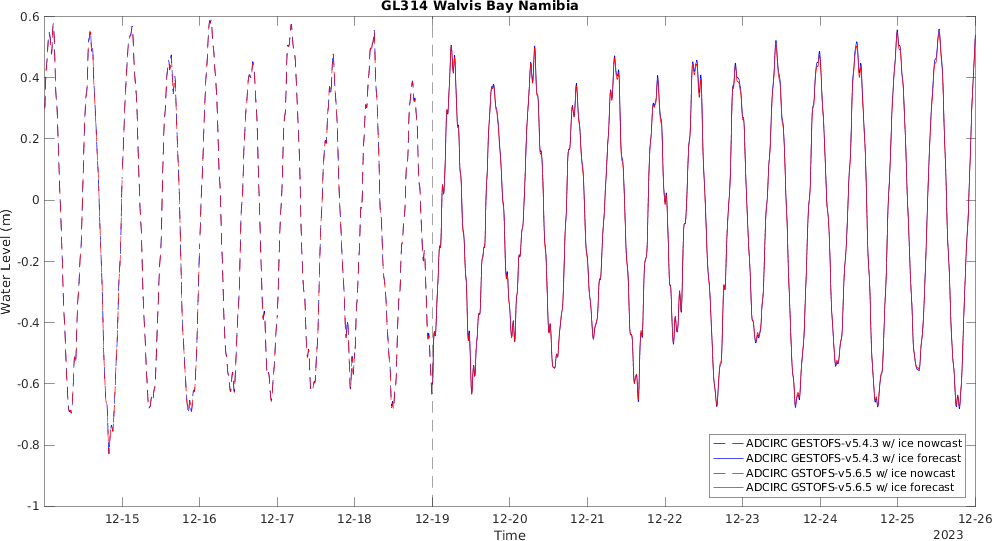 GL314 Walvis Bay Namibia
0.6
0.4
0.2
0
-0.2
-0.4
-0.6
-0.8
-1
Water Level (m)
12-15 12-16 12-17 12-18 12-19 12-20 12-21 12-22 12-23 12-24 12-25 12-26
Time
2023
ADCIRC GESTOFS-v5.4.3 w/ ice nowcast
ADCIRC GESTOFS-v5.4.3 w/ ice forecast
ADCIRC GSTOFS-v5.6.5 w/ ice nowcast
ADCIRC GSTOFS-v5.6.5 w/ ice forecast